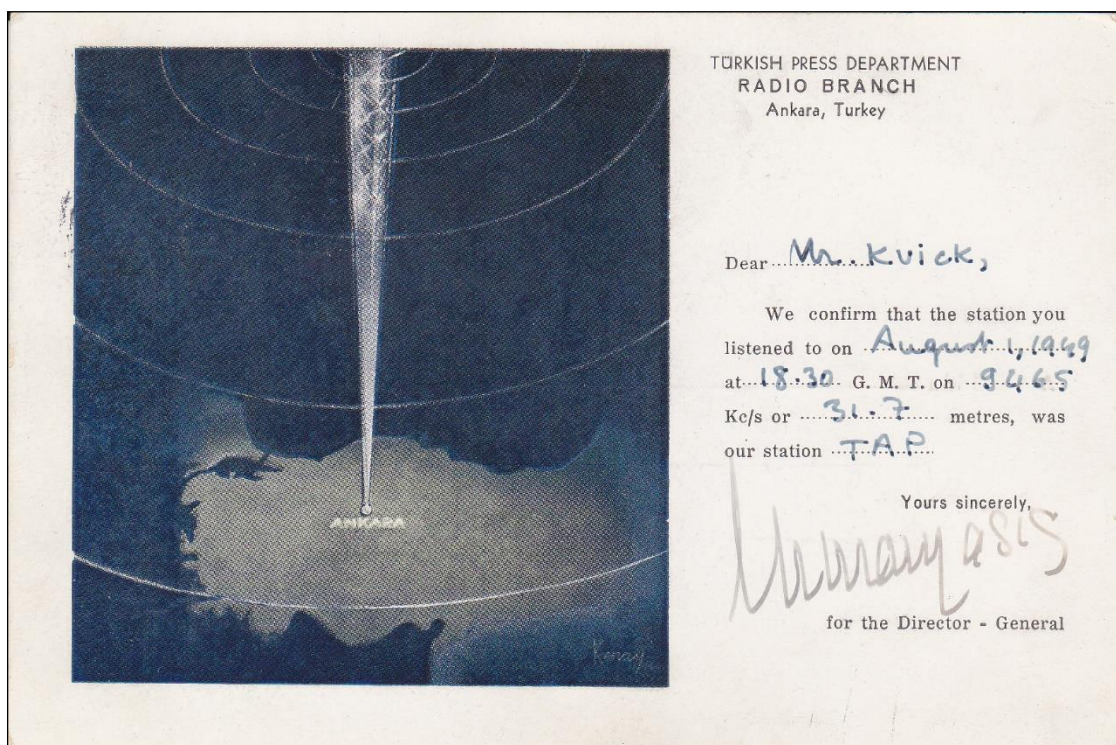 TURKISH PRESS DEPARTMENT
RADIO BRANCH
Ankara, Turkey
Dear Mr. Kvick,
We confirm that the station you
listened to on August 1, 1949
at 18.30 G. M. T. on 9465
Kc/s or 31.7 metres, was
our station TAP
Yours sincerely,
for the Director - General
ANKARA
Kenay